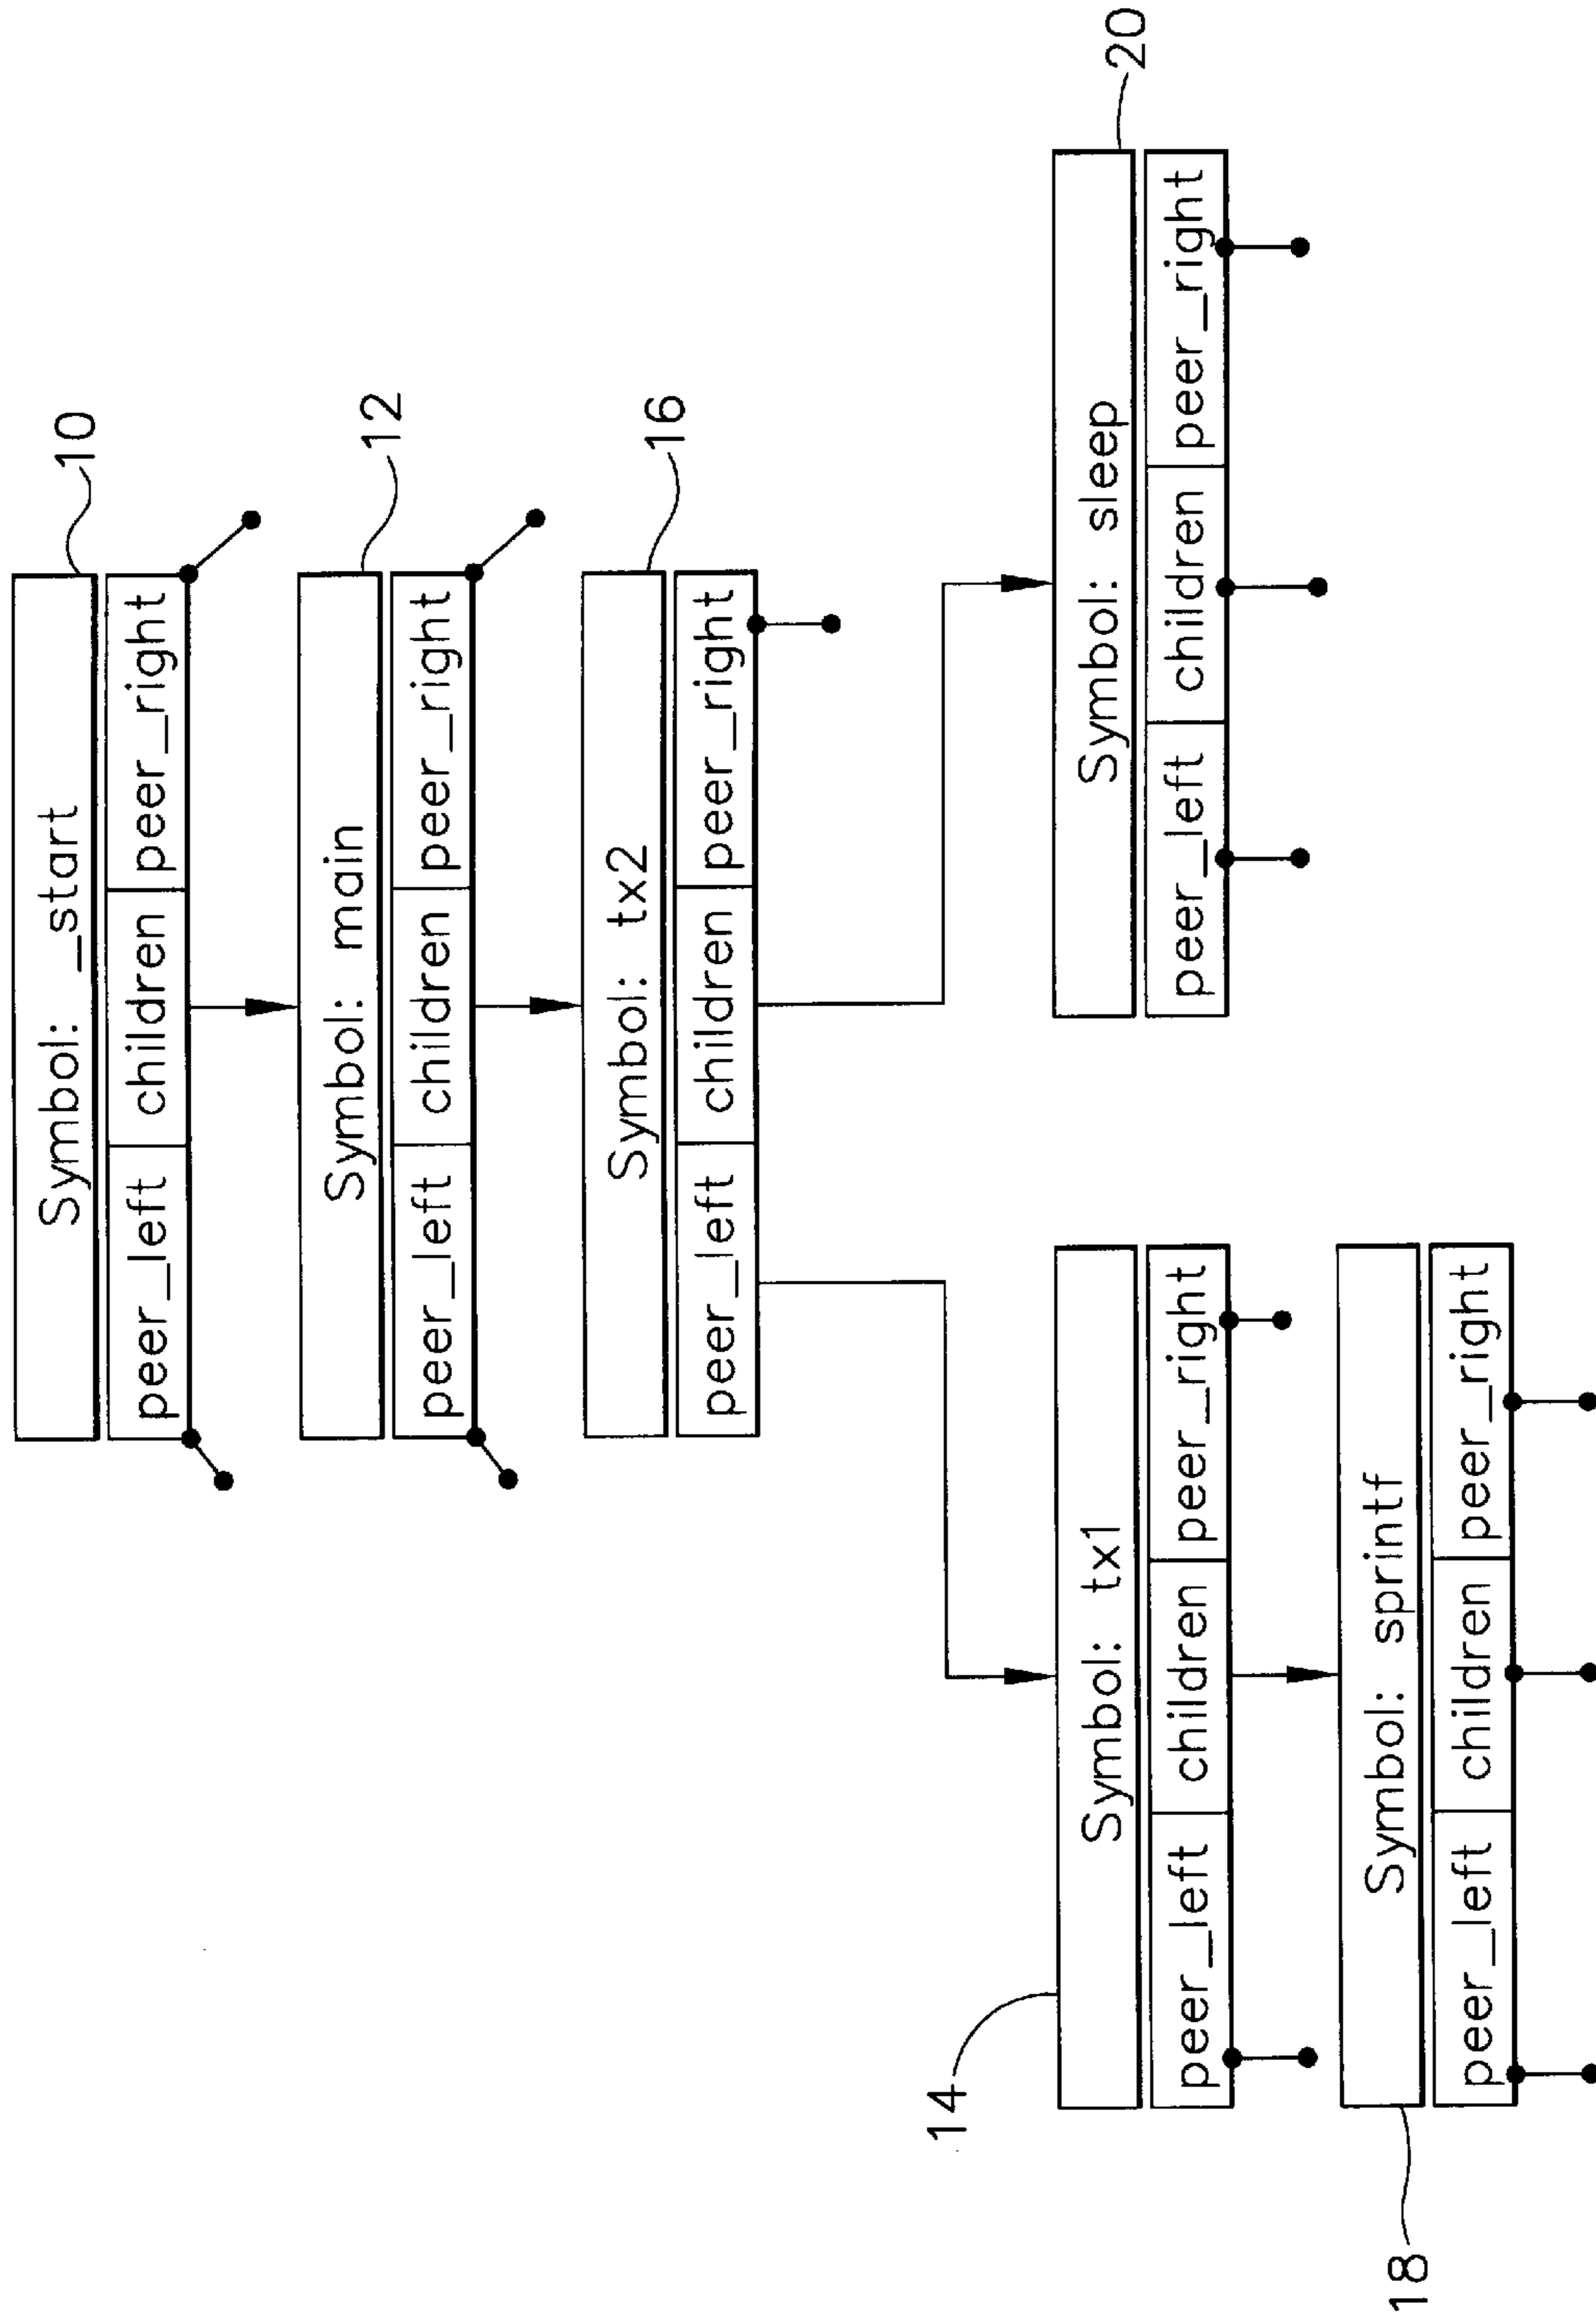 Symbol: _start
10
peer_left children peer_right
Symbol: main
12
peer_left children peer_right
Symbol: tx2
16
peer_left children peer_right
14
Symbol: tx1
peer_left children peer_right
Symbol: sleep
20
peer_left children peer_right
18
Symbol: sprintf
peer_left children peer_right